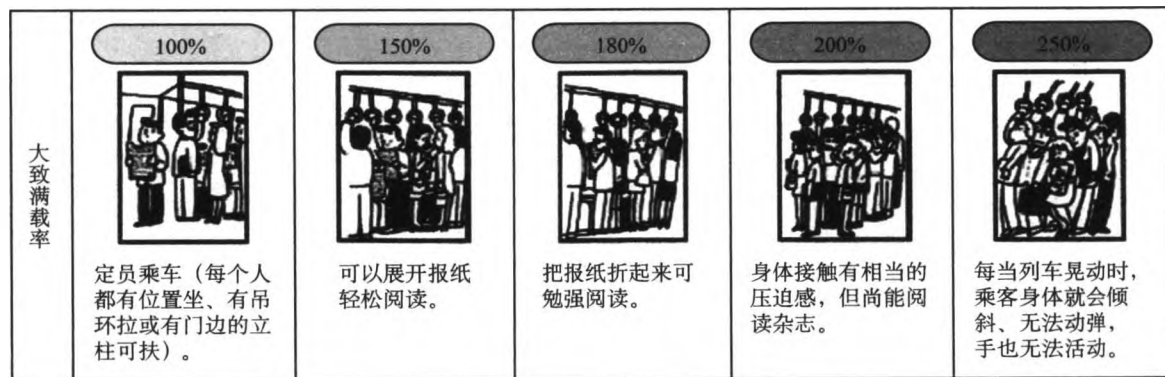 大致满载率
100%
定员乘车（每个人
都有位置坐、有吊
环拉或有门边的立
柱可扶）。
150%
可以展开报纸
轻松阅读。
180%
把报纸折起来可
勉强阅读。
200%
身体接触有相当的
压迫感，但尚能阅
读杂志。
250%
每当列车晃动时，
乘客身体就会倾
斜、无法动弹，
手也无法活动。